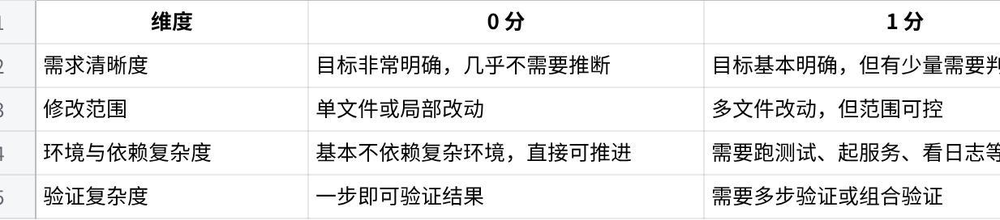 维度 0 分 1 分
需求清晰度 目标非常明确，几乎不需要推断 目标基本明确，但有少量需要判
修改范围 单文件或局部改动 多文件改动，但范围可控
环境与依赖复杂度 基本不依赖复杂环境，直接可推进 需要跑测试、起服务、看日志等
验证复杂度 一步即可验证结果 需要多步验证或组合验证